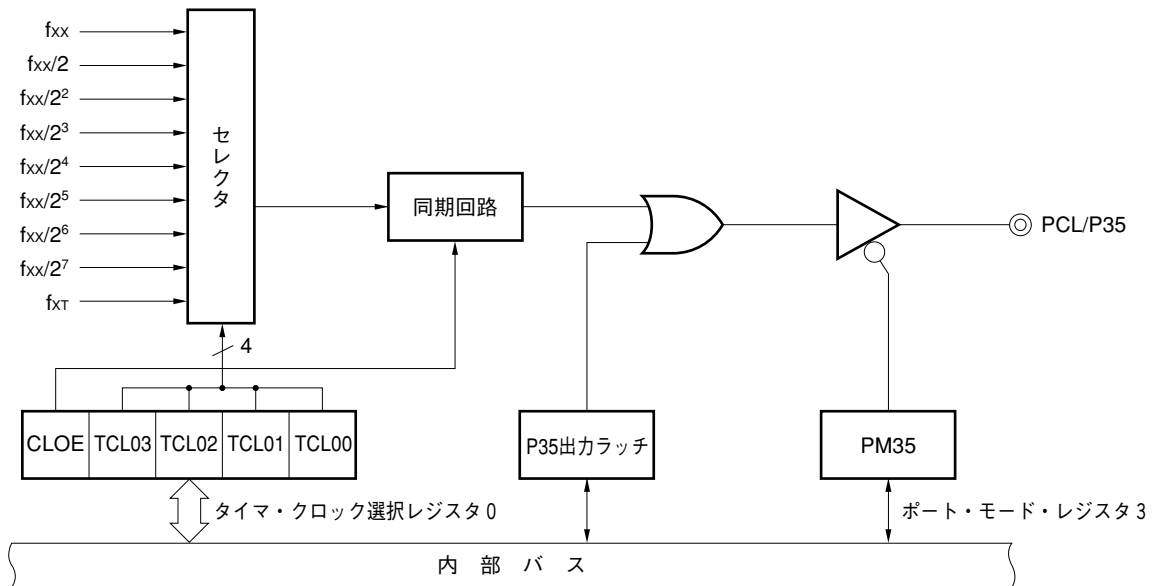 fXX
fXX/2
fXX/2²
fXX/2³
fXX/2⁴
fXX/2⁵
fXX/2⁶
fXX/2⁷
fXT
セレクタ
同期回路
PCL/P35
4
CLOE TCL03 TCL02 TCL01 TCL00
P35出力ラッチ
PM35
タイマ・クロック選択レジスタ0
ポート・モード・レジスタ3
内部バス